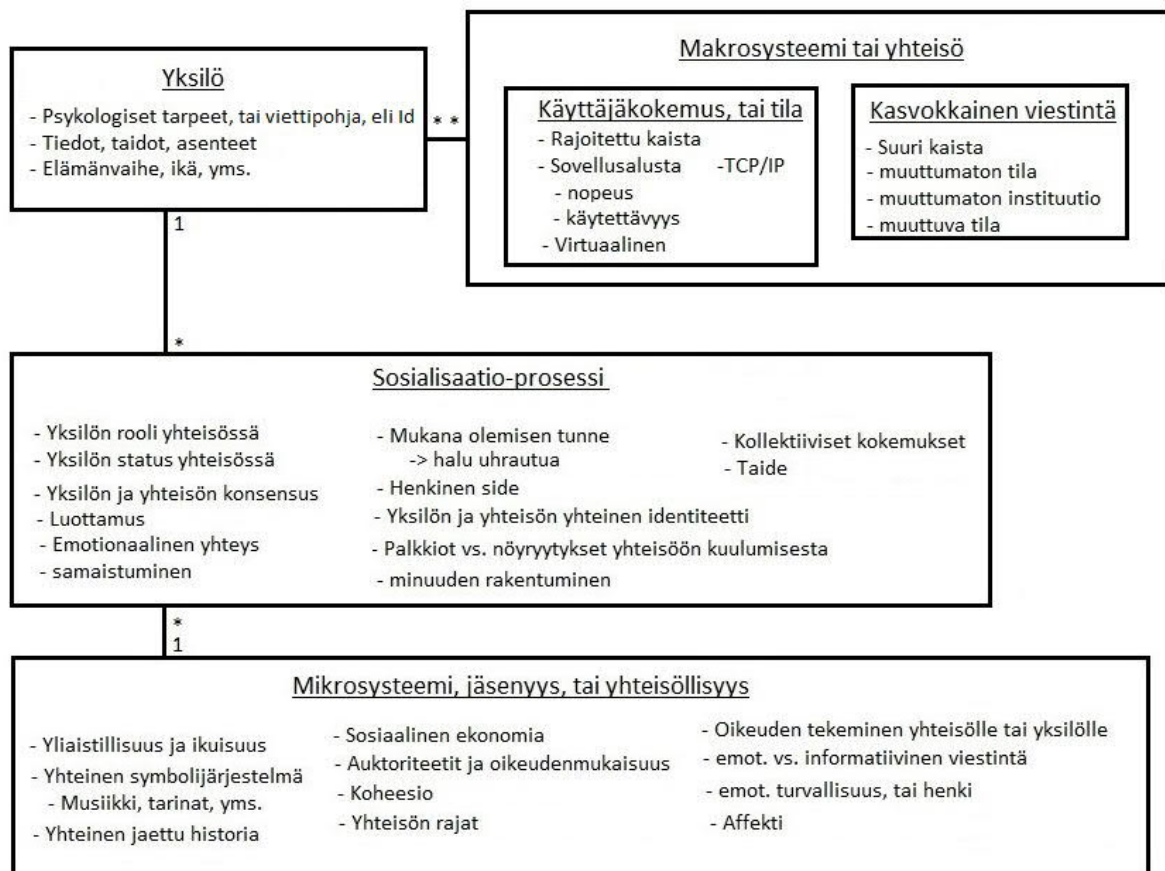 Yksilö
- Psykologiset tarpeet, tai viettipohja, eli Id
- Tiedot, taidot, asenteet
- Elämänvaihe, ikä, yms.
* *
Makrosysteemi tai yhteisö
Käyttäjäkokemus, tai tila
- Rajoitettu kaista
- Sovellusalusta -TCP/IP
- nopeus
- käytettävyys
- Virtuaalinen
Kasvokkainen viestintä
- Suuri kaista
- muuttumaton tila
- muuttumaton instituutio
- muuttuva tila
1
*
Sosialisaatio-prosessi
- Yksilön rooli yhteisössä
- Yksilön status yhteisössä
- Yksilön ja yhteisön konsensus
- Luottamus
- Emotionaalinen yhteys
- samaistuminen
- Mukana olemisen tunne
-> halu uhrautua
- Henkinen side
- Yksilön ja yhteisön yhteinen identiteetti
- Palkkiot vs. nöyryytykset yhteisöön kuulumisesta
- minuuden rakentuminen
- Kollektiiviset kokemukset
- Taide
*
1
Mikrosysteemi, jäsenyys, tai yhteisöllisyys
- Yliaistillisuus ja ikuisuus
- Yhteinen symbolijärjestelmä
- Musiikki, tarinat, yms.
- Yhteinen jaettu historia
- Sosiaalinen ekonomia
- Auktoriteetit ja oikeudenmukaisuus
- Koheesio
- Yhteisön rajat
- Oikeuden tekeminen yhteisölle tai yksilölle
- emot. vs. informatiivinen viestintä
- emot. turvallisuus, tai henki
- Affekti